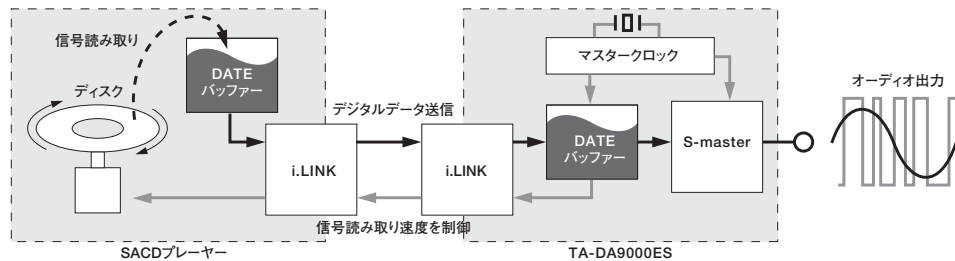 信号読み取り
ディスク
DATE
バッファー
i.LINK
SACDプレーヤー
デジタルデータ送信
信号読み取り速度を制御
i.LINK
マスタークロック
DATE
バッファー
S-master
TA-DA9000ES
オーディオ出力